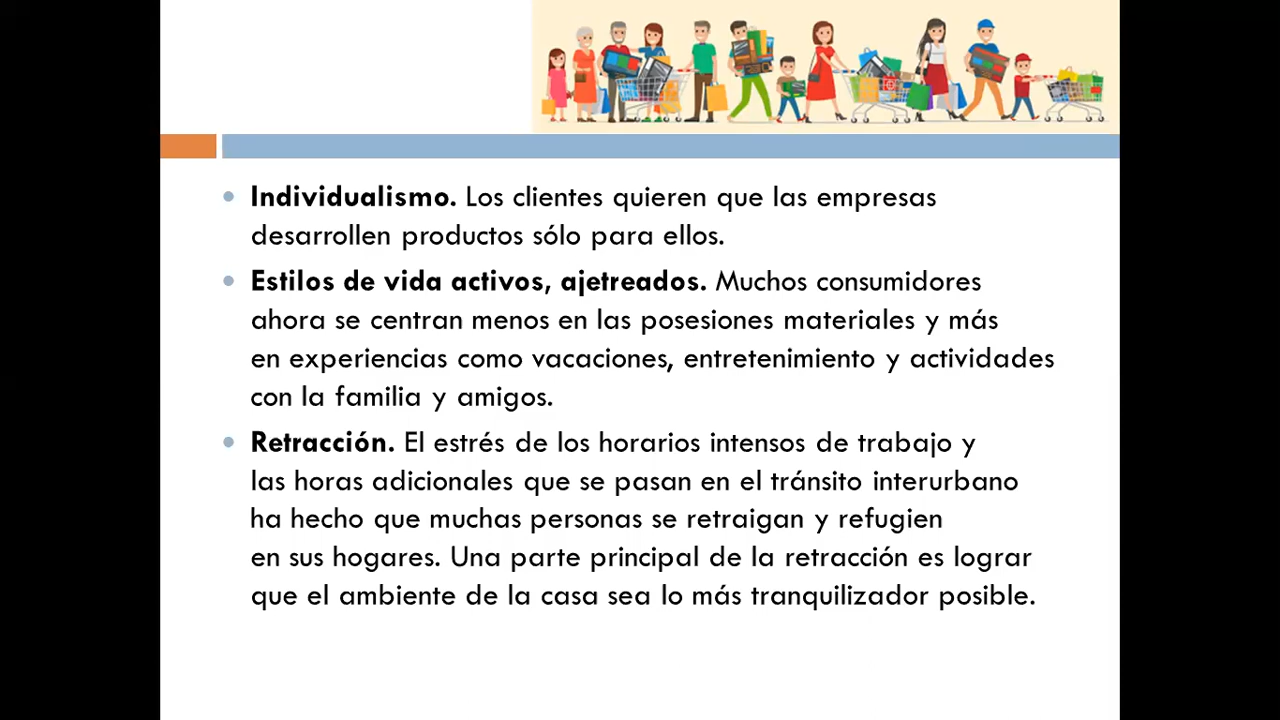 Individualismo. Los clientes quieren que las empresas
desarrollen productos sólo para ellos.
Estilos de vida activos, ajetreados. Muchos consumidores
ahora se centran menos en las posesiones materiales y más
en experiencias como vacaciones, entretenimiento y actividades
con la familia y amigos.
Retracción. El estrés de los horarios intensos de trabajo y
las horas adicionales que se pasan en el tránsito interurbano
ha hecho que muchas personas se retraigan y refugien
en sus hogares. Una parte principal de la retracción es lograr
que el ambiente de la casa sea lo más tranquilizador posible.